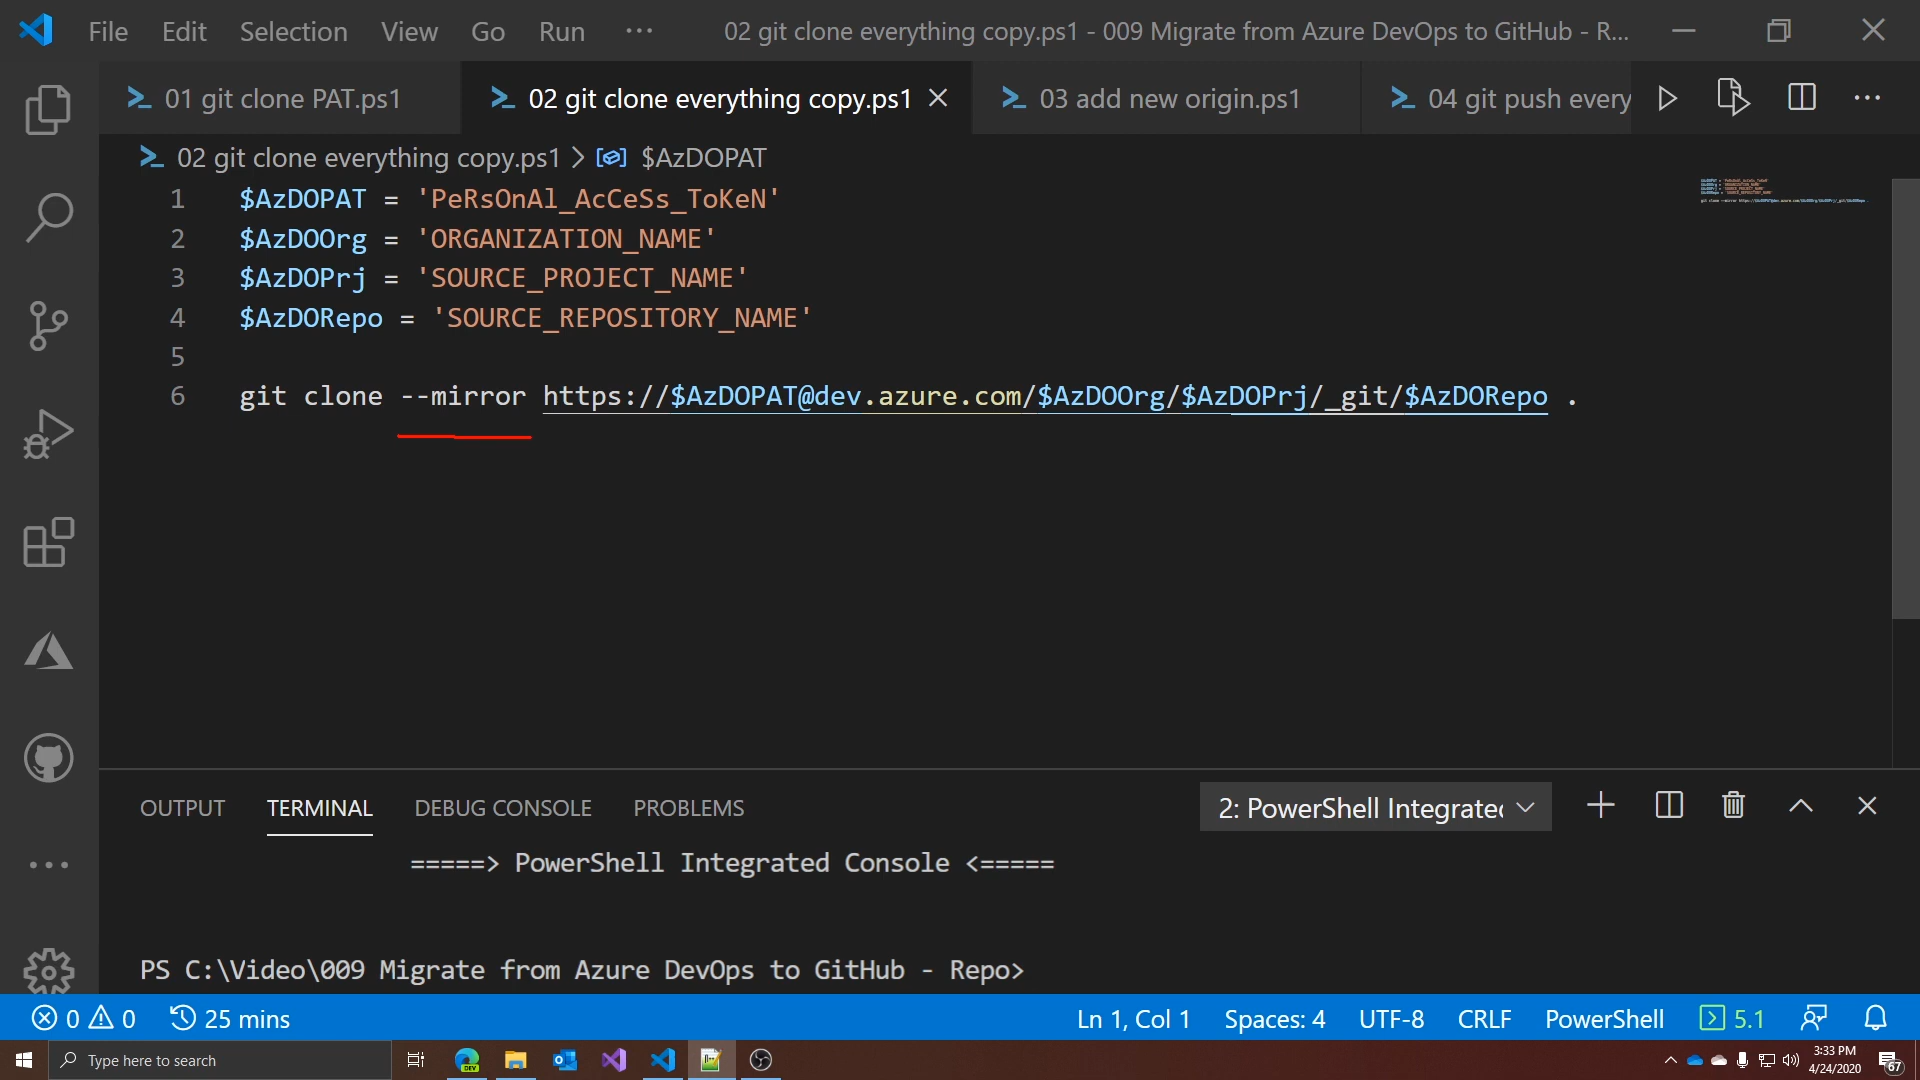 File Edit Selection View Go Run ··· 02 git clone everything copy.ps1 - 009 Migrate from Azure DevOps to GitHub - R...
01 git clone PAT.ps1 02 git clone everything copy.ps1 03 add new origin.ps1 04 git push every
02 git clone everything copy.ps1 > $AzDOPAT
1 $AzDOPAT = 'PeRsOnAl_AcCeSs_ToKeN'
2 $AzDOOrg = 'ORGANIZATION_NAME'
3 $AzDOPrj = 'SOURCE_PROJECT_NAME'
4 $AzDORepo = 'SOURCE_REPOSITORY_NAME'
5
6 git clone --mirror https://$AzDOPAT@dev.azure.com/$AzDOOrg/$AzDOPrj/_git/$AzDORepo .
OUTPUT TERMINAL DEBUG CONSOLE PROBLEMS 2: PowerShell Integrated
=====> PowerShell Integrated Console <=====
PS C:\Video\009 Migrate from Azure DevOps to GitHub - Repo>
0 0 25 mins Ln 1, Col 1 Spaces: 4 UTF-8 CRLF PowerShell 5.1
Type here to search DEV 3:33 PM
4/24/2020 67